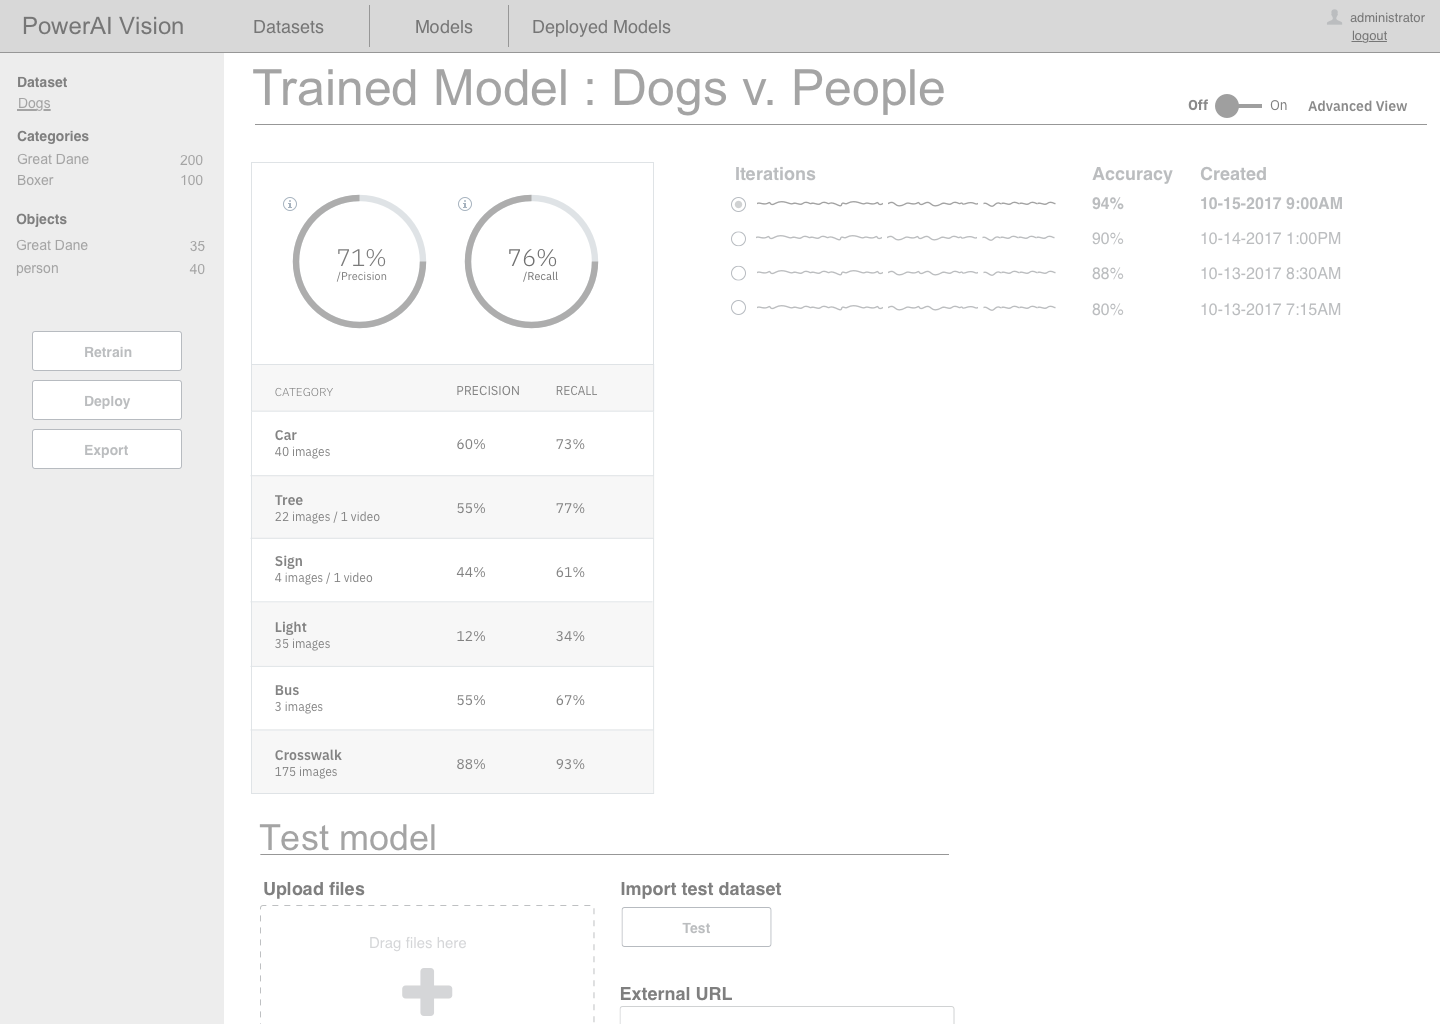 PowerAI Vision
Datasets
Models
Deployed Models
administrator
logout
Dataset
Dogs
Categories
Great Dane 200
Boxer 100
Objects
Great Dane 35
person 40
Retrain
Deploy
Export
Trained Model : Dogs v. People
Off On Advanced View
71%
/Precision
76%
/Recall
CATEGORY PRECISION RECALL
Car
40 images
60% 73%
Tree
22 images / 1 video
55% 77%
Sign
4 images / 1 video
44% 61%
Light
35 images
12% 34%
Bus
3 images
55% 67%
Crosswalk
175 images
88% 93%
Iterations Accuracy Created
94% 10-15-2017 9:00AM
90% 10-14-2017 1:00PM
88% 10-13-2017 8:30AM
80% 10-13-2017 7:15AM
Test model
Upload files
Drag files here
Import test dataset
Test
External URL